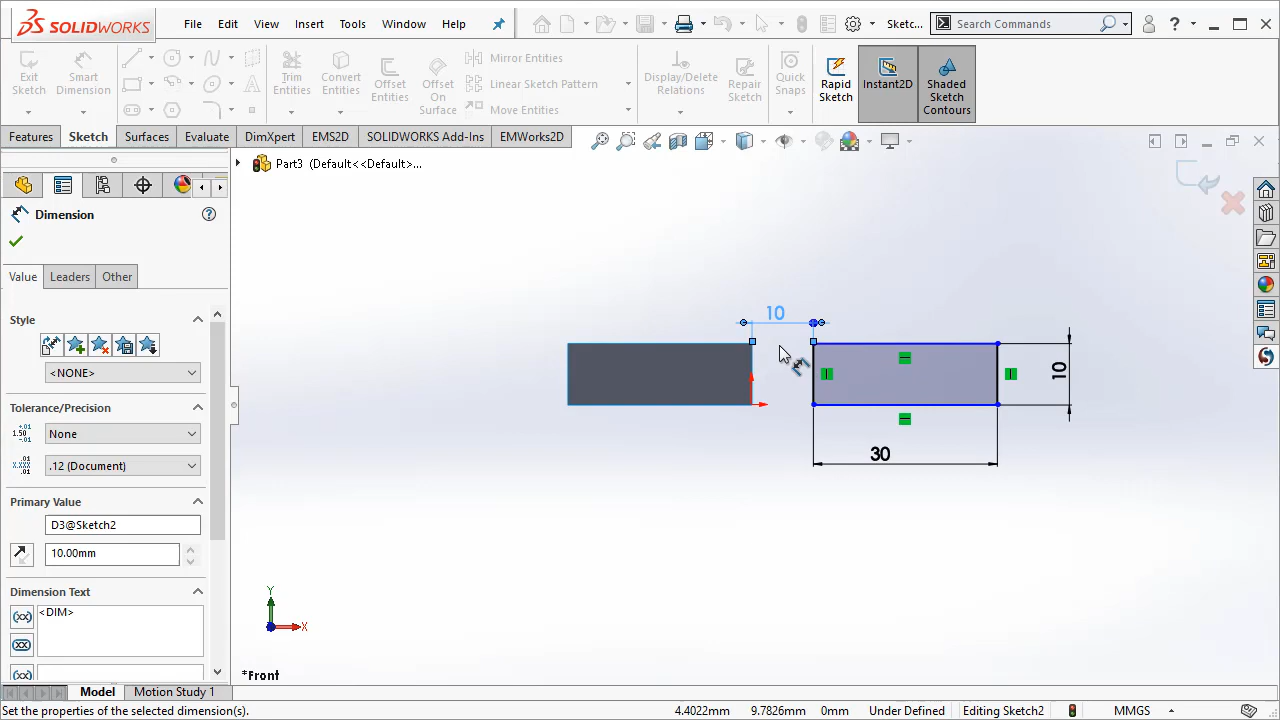 SOLIDWORKS File Edit View Insert Tools Window Help Sketc... Search Commands ?
Exit Sketch Smart Dimension Trim Entities Convert Entities Offset Entities Offset On Surface Mirror Entities Linear Sketch Pattern Move Entities Display/Delete Relations Repair Sketch Quick Snaps Rapid Sketch Instant2D Shaded Sketch Contours
Features Sketch Surfaces Evaluate DimXpert EMS2D SOLIDWORKS Add-Ins EMWorks2D
Part3 (Default<<Default>...
Dimension
Value Leaders Other
Style
<NONE>
Tolerance/Precision
None
.12 (Document)
Primary Value
D3@Sketch2
10.00mm
Dimension Text
<DIM>
10
10
30
Y
X
*Front
Model Motion Study 1
Set the properties of the selected dimension(s). 4.4022mm 9.7826mm 0mm Under Defined Editing Sketch2 MMGS